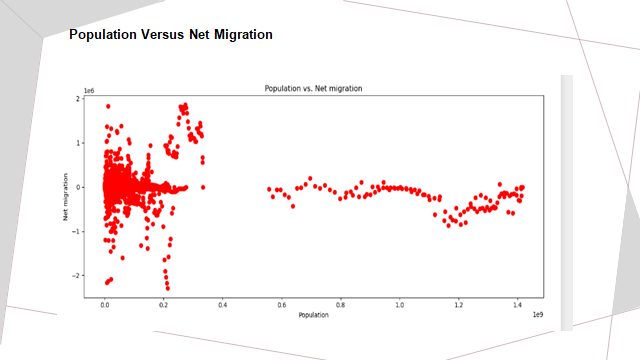 Population Versus Net Migration
Population vs. Net migration
1e6
2
1
0
−1
−2
Net migration
0.0 0.2 0.4 0.6 0.8 1.0 1.2 1.4
1e9
Population